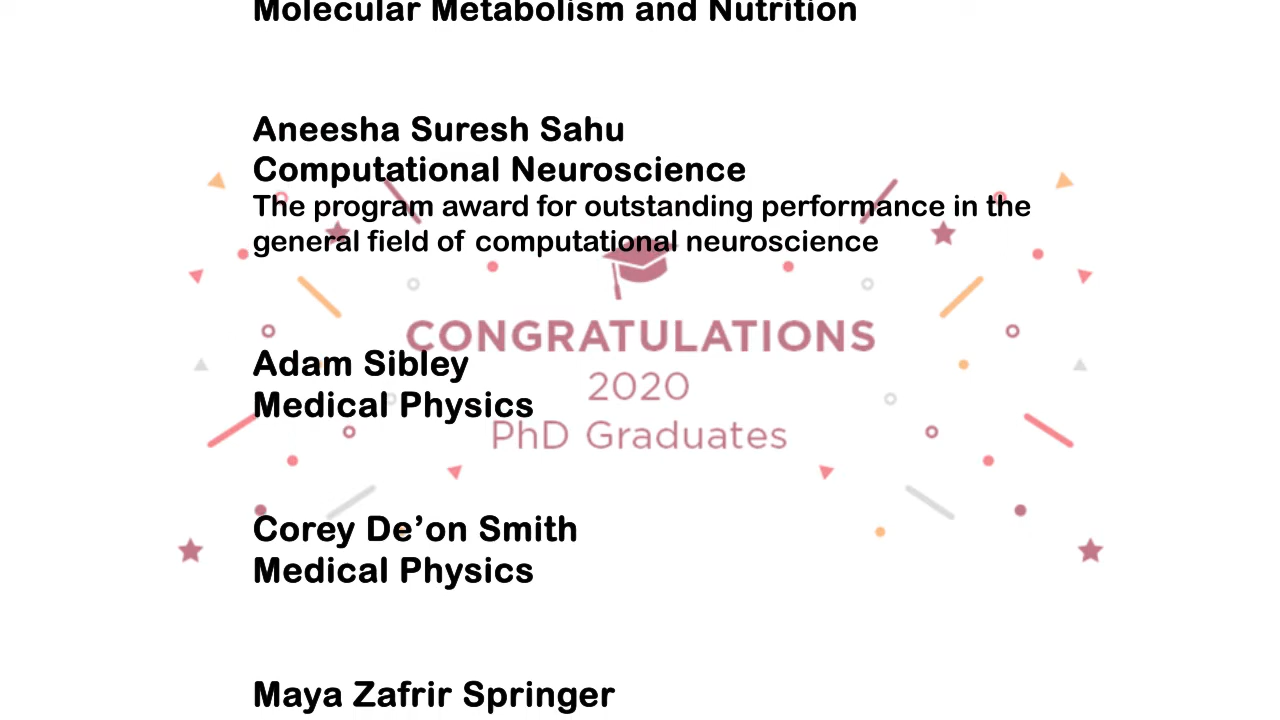 Molecular Metabolism and Nutrition
Aneesha Suresh Sahu
Computational Neuroscience
The program award for outstanding performance in the
general field of computational neuroscience
CONGRATULATIONS
2020
PhD Graduates
Adam Sibley
Medical Physics
Corey De’on Smith
Medical Physics
Maya Zafrir Springer